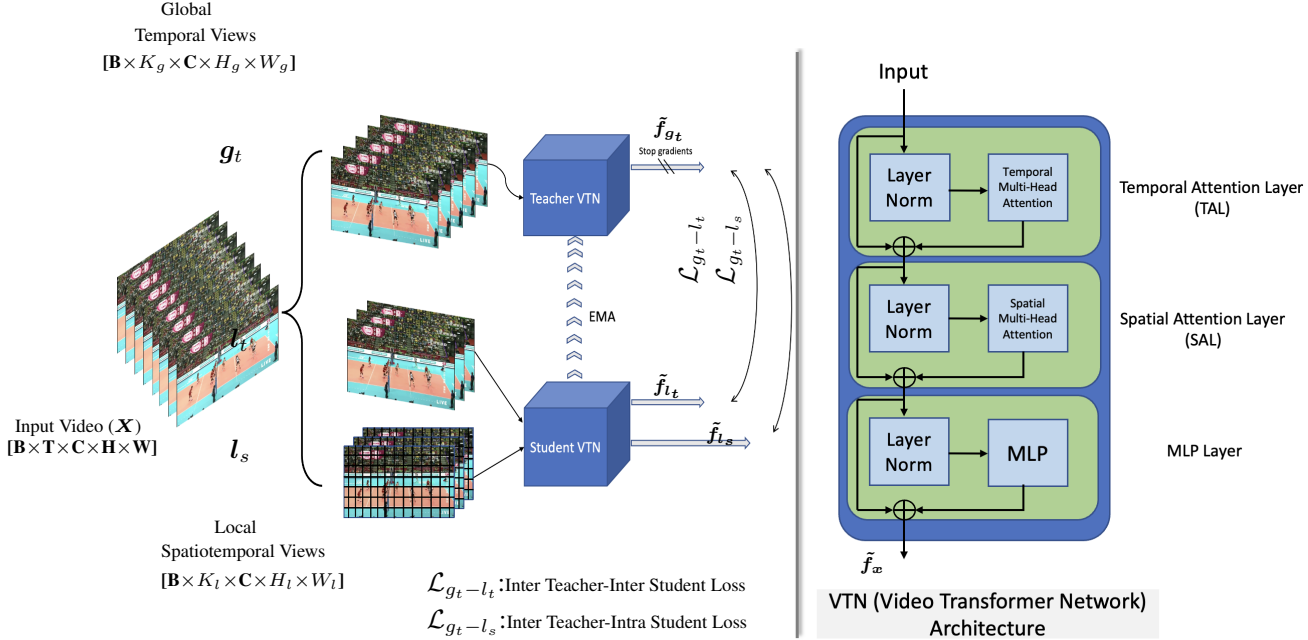 Global
Temporal Views
[B×K_g×C×H_g×W_g]
g_t
l_t
Input Video (X)
[B×T×C×H×W]
l_s
Local
Spatiotemporal Views
[B×K_l×C×H_l×W_l]
Teacher VTN
f̃_{g_t}
Stop gradients
EMA
Student VTN
f̃_{l_t}
f̃_{l_s}
ℒ_{g_t-l_t}
ℒ_{g_t-l_s}
ℒ_{g_t-l_t}:Inter Teacher-Inter Student Loss
ℒ_{g_t-l_s}:Inter Teacher-Intra Student Loss
Input
Layer
Norm
Temporal
Multi-Head
Attention
Temporal Attention Layer
(TAL)
Layer
Norm
Spatial
Multi-Head
Attention
Spatial Attention Layer
(SAL)
Layer
Norm
MLP
MLP Layer
f̃_x
VTN (Video Transformer Network)
Architecture
LIVE
LIVE
LIVE